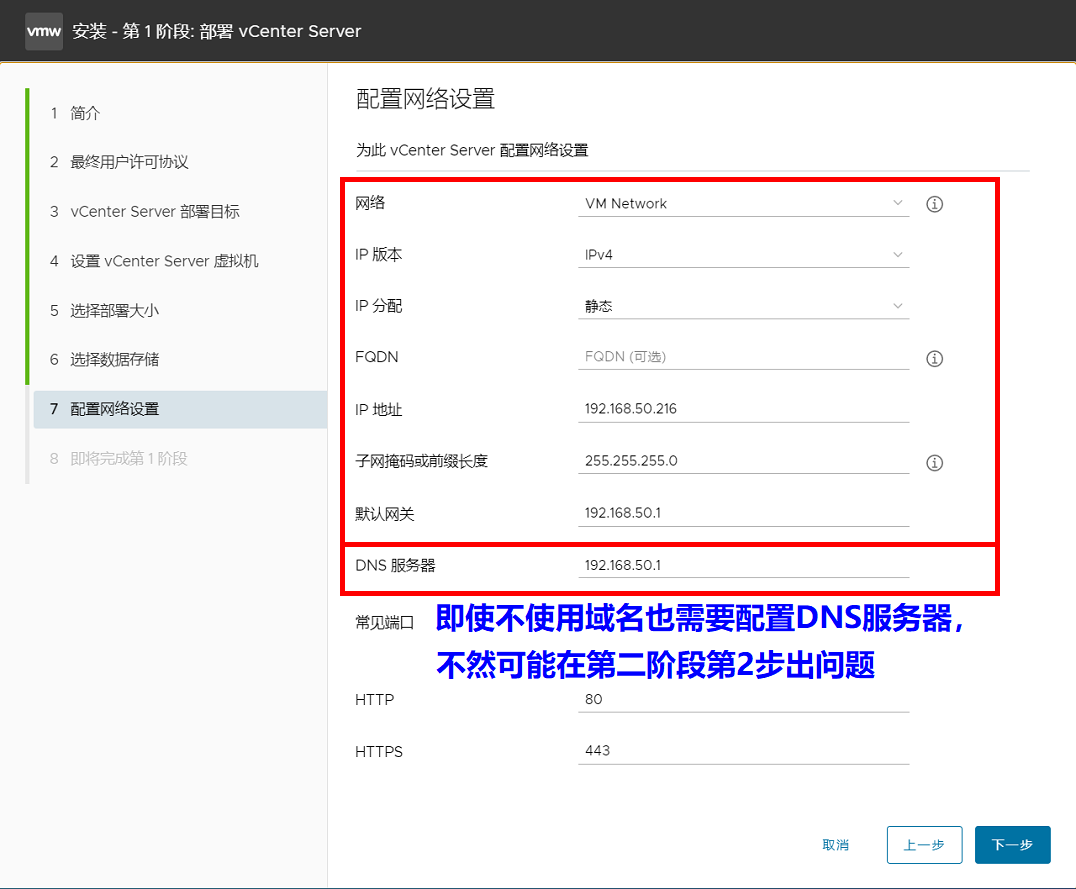 vmw 安装 - 第 1 阶段: 部署 vCenter Server
1 简介
2 最终用户许可协议
3 vCenter Server 部署目标
4 设置 vCenter Server 虚拟机
5 选择部署大小
6 选择数据存储
7 配置网络设置
8 即将完成第 1 阶段
配置网络设置
为此 vCenter Server 配置网络设置
网络 VM Network
IP 版本 IPv4
IP 分配 静态
FQDN FQDN (可选)
IP 地址 192.168.50.216
子网掩码或前缀长度 255.255.255.0
默认网关 192.168.50.1
DNS 服务器 192.168.50.1
常见端口
即使不使用域名也需要配置DNS服务器，
不然可能在第二阶段第2步出问题
HTTP 80
HTTPS 443
取消 上一步 下一步